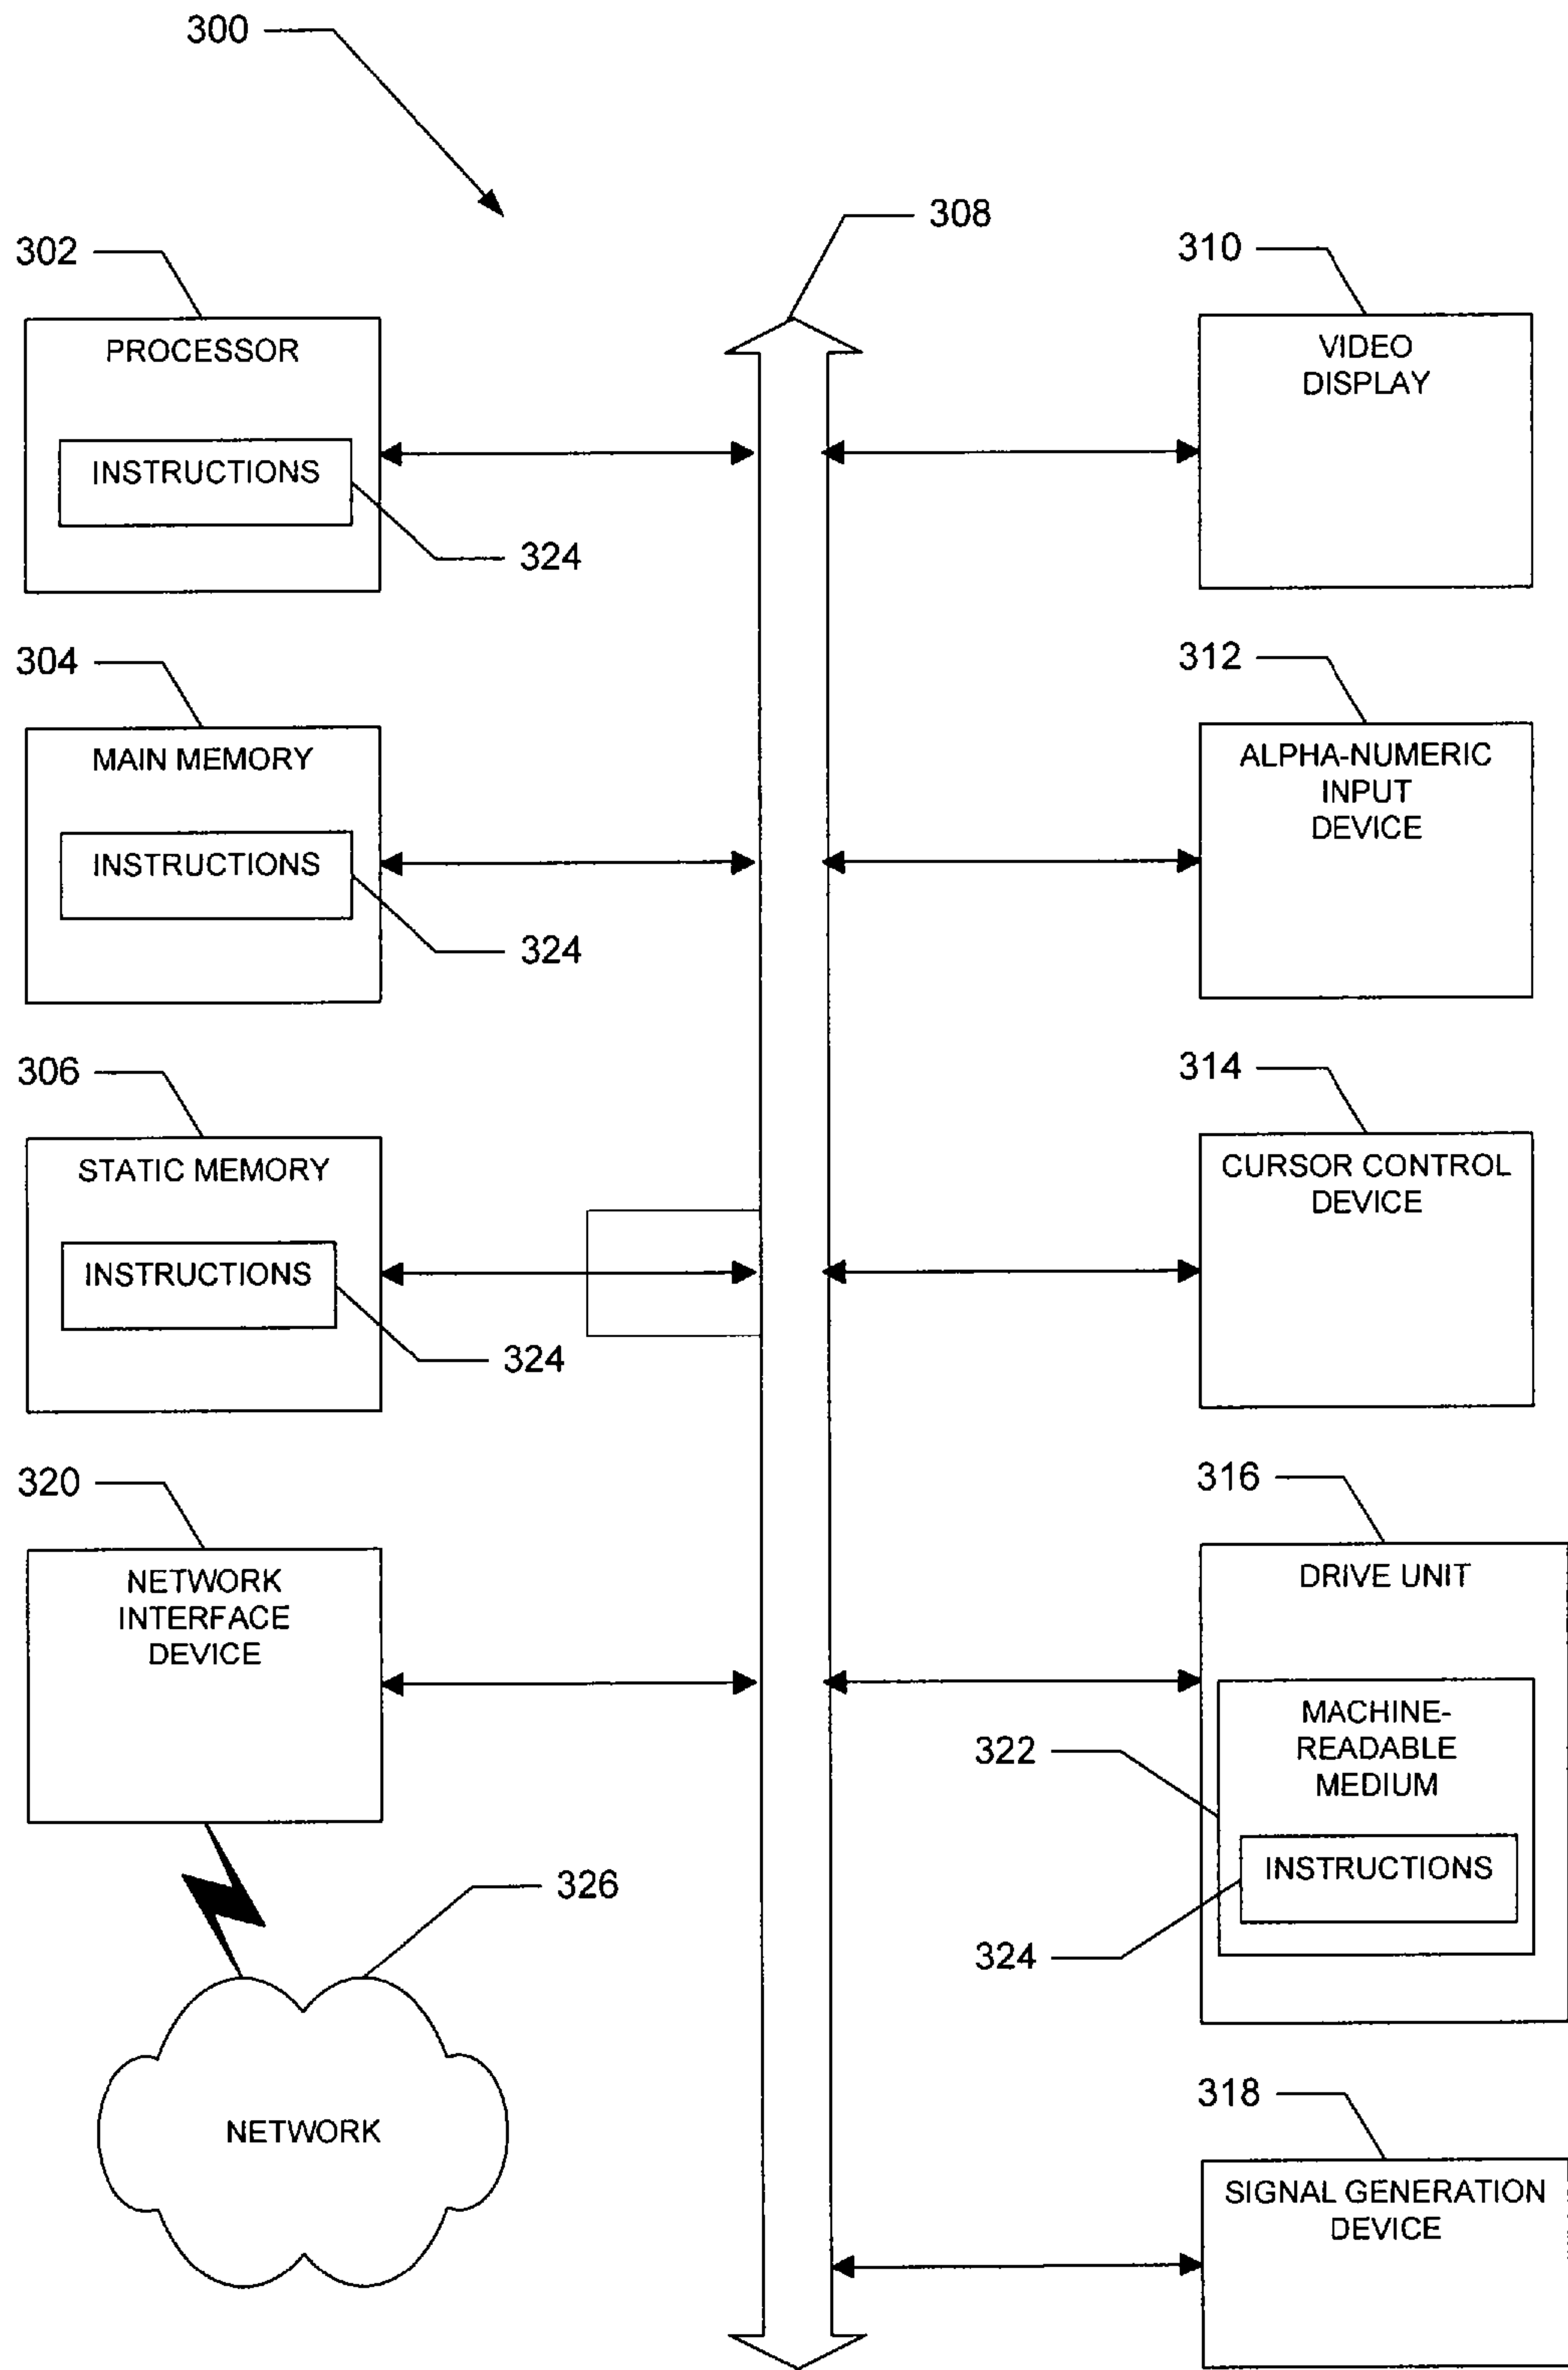 300
308
302
PROCESSOR
INSTRUCTIONS
324
310
VIDEO
DISPLAY
304
MAIN MEMORY
INSTRUCTIONS
324
312
ALPHA-NUMERIC
INPUT
DEVICE
306
STATIC MEMORY
INSTRUCTIONS
324
314
CURSOR CONTROL
DEVICE
320
NETWORK
INTERFACE
DEVICE
316
DRIVE UNIT
322
MACHINE-
READABLE
MEDIUM
INSTRUCTIONS
324
326
NETWORK
318
SIGNAL GENERATION
DEVICE